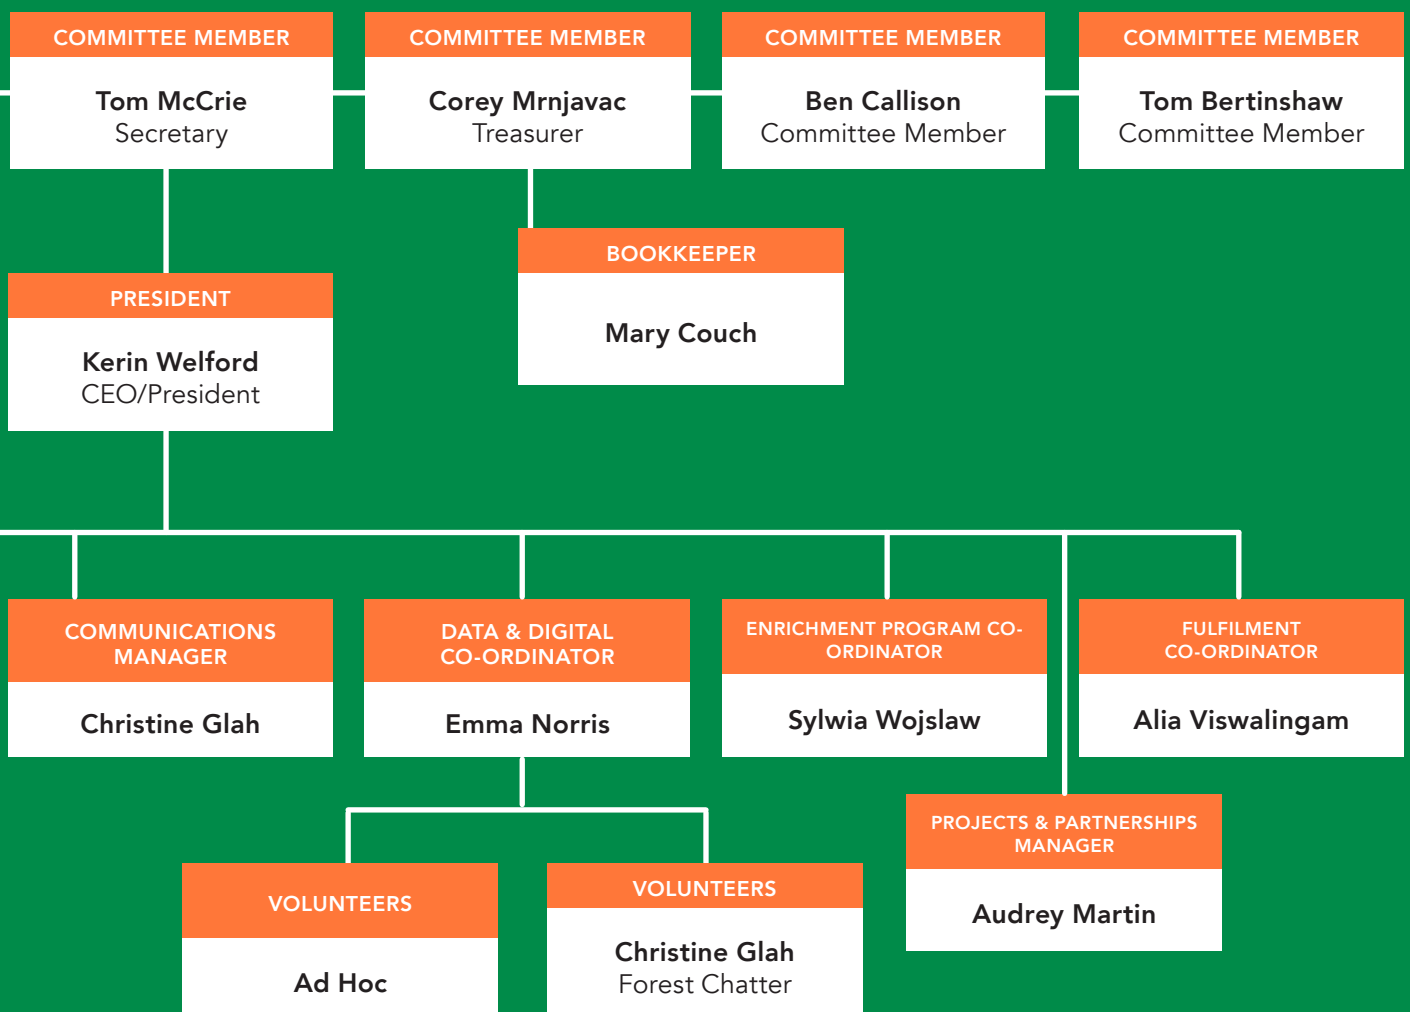 COMMITTEE MEMBER
Tom McCrie
Secretary
COMMITTEE MEMBER
Corey Mrnjavac
Treasurer
COMMITTEE MEMBER
Ben Callison
Committee Member
COMMITTEE MEMBER
Tom Bertinshaw
Committee Member
BOOKKEEPER
Mary Couch
PRESIDENT
Kerin Welford
CEO/President
COMMUNICATIONS
MANAGER
Christine Glah
DATA & DIGITAL
CO-ORDINATOR
Emma Norris
ENRICHMENT PROGRAM CO-
ORDINATOR
Sylwia Wojslaw
FULFILMENT
CO-ORDINATOR
Alia Viswalingam
PROJECTS & PARTNERSHIPS
MANAGER
Audrey Martin
VOLUNTEERS
Ad Hoc
VOLUNTEERS
Christine Glah
Forest Chatter